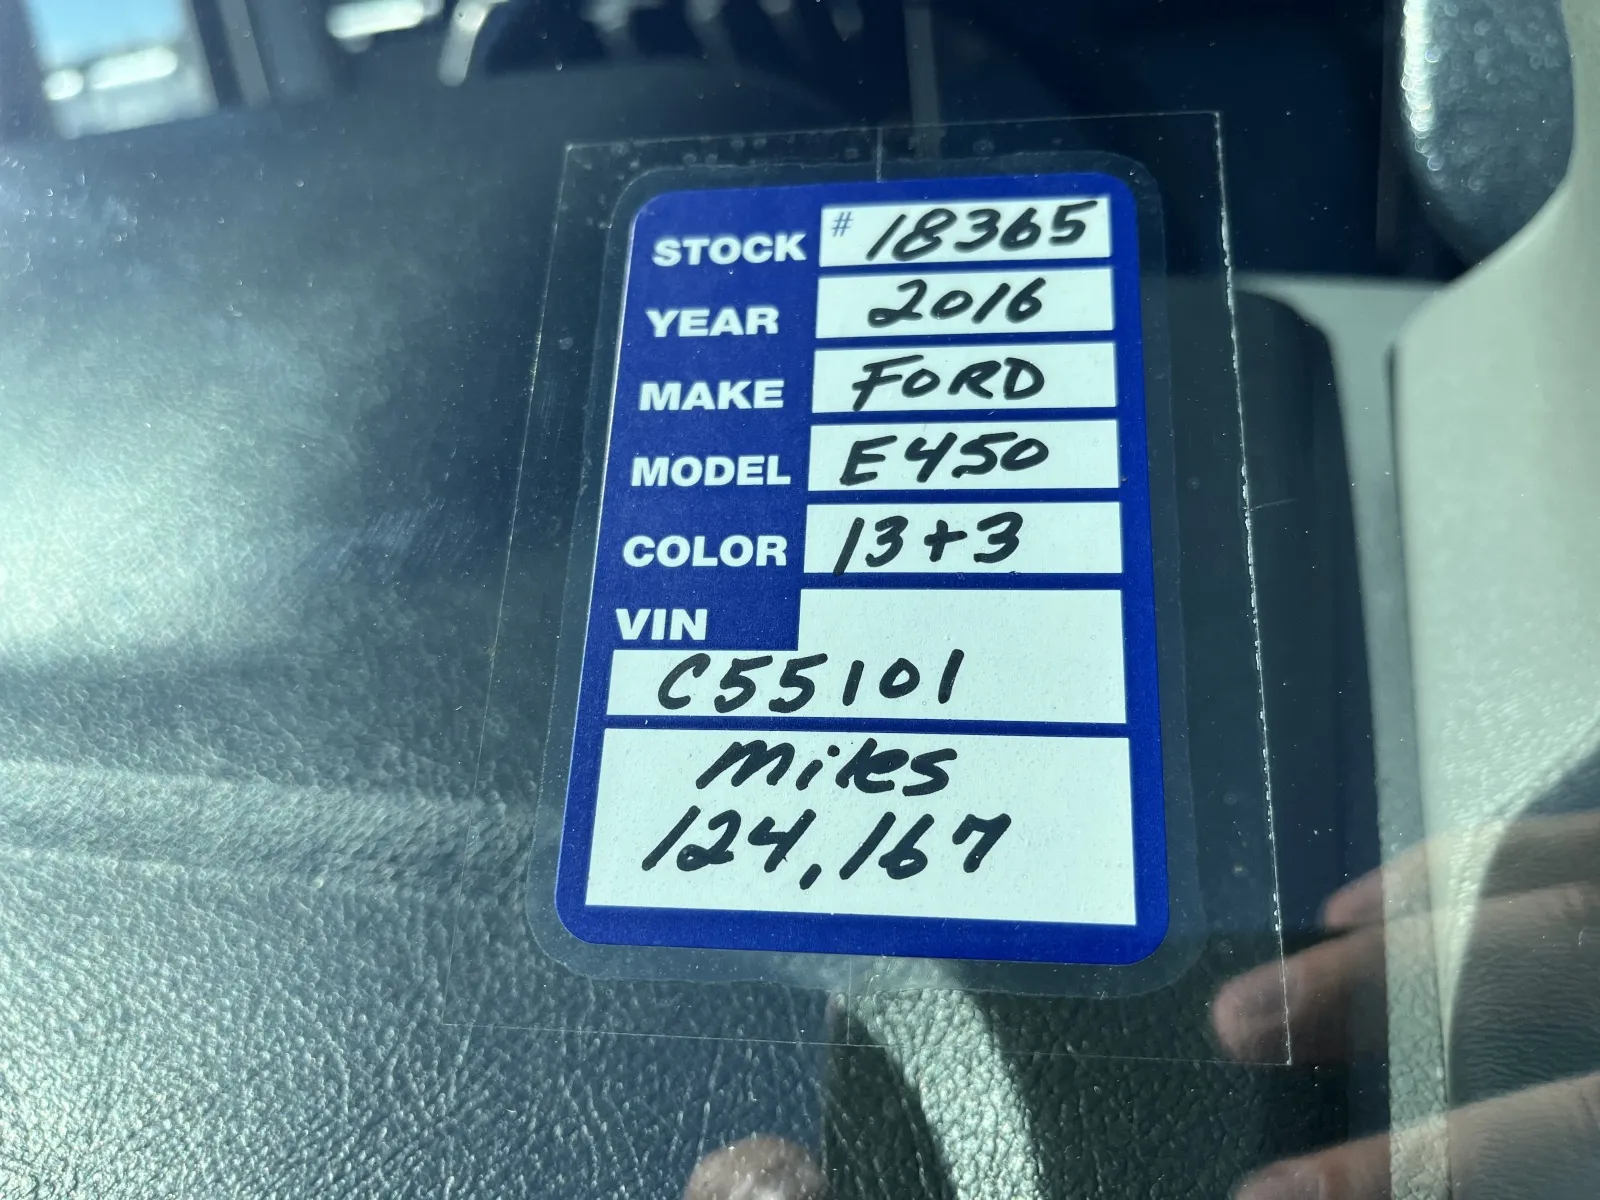 STOCK # 18365
YEAR 2016
MAKE FORD
MODEL E450
COLOR 13+3
VIN
C55101
miles
124,167